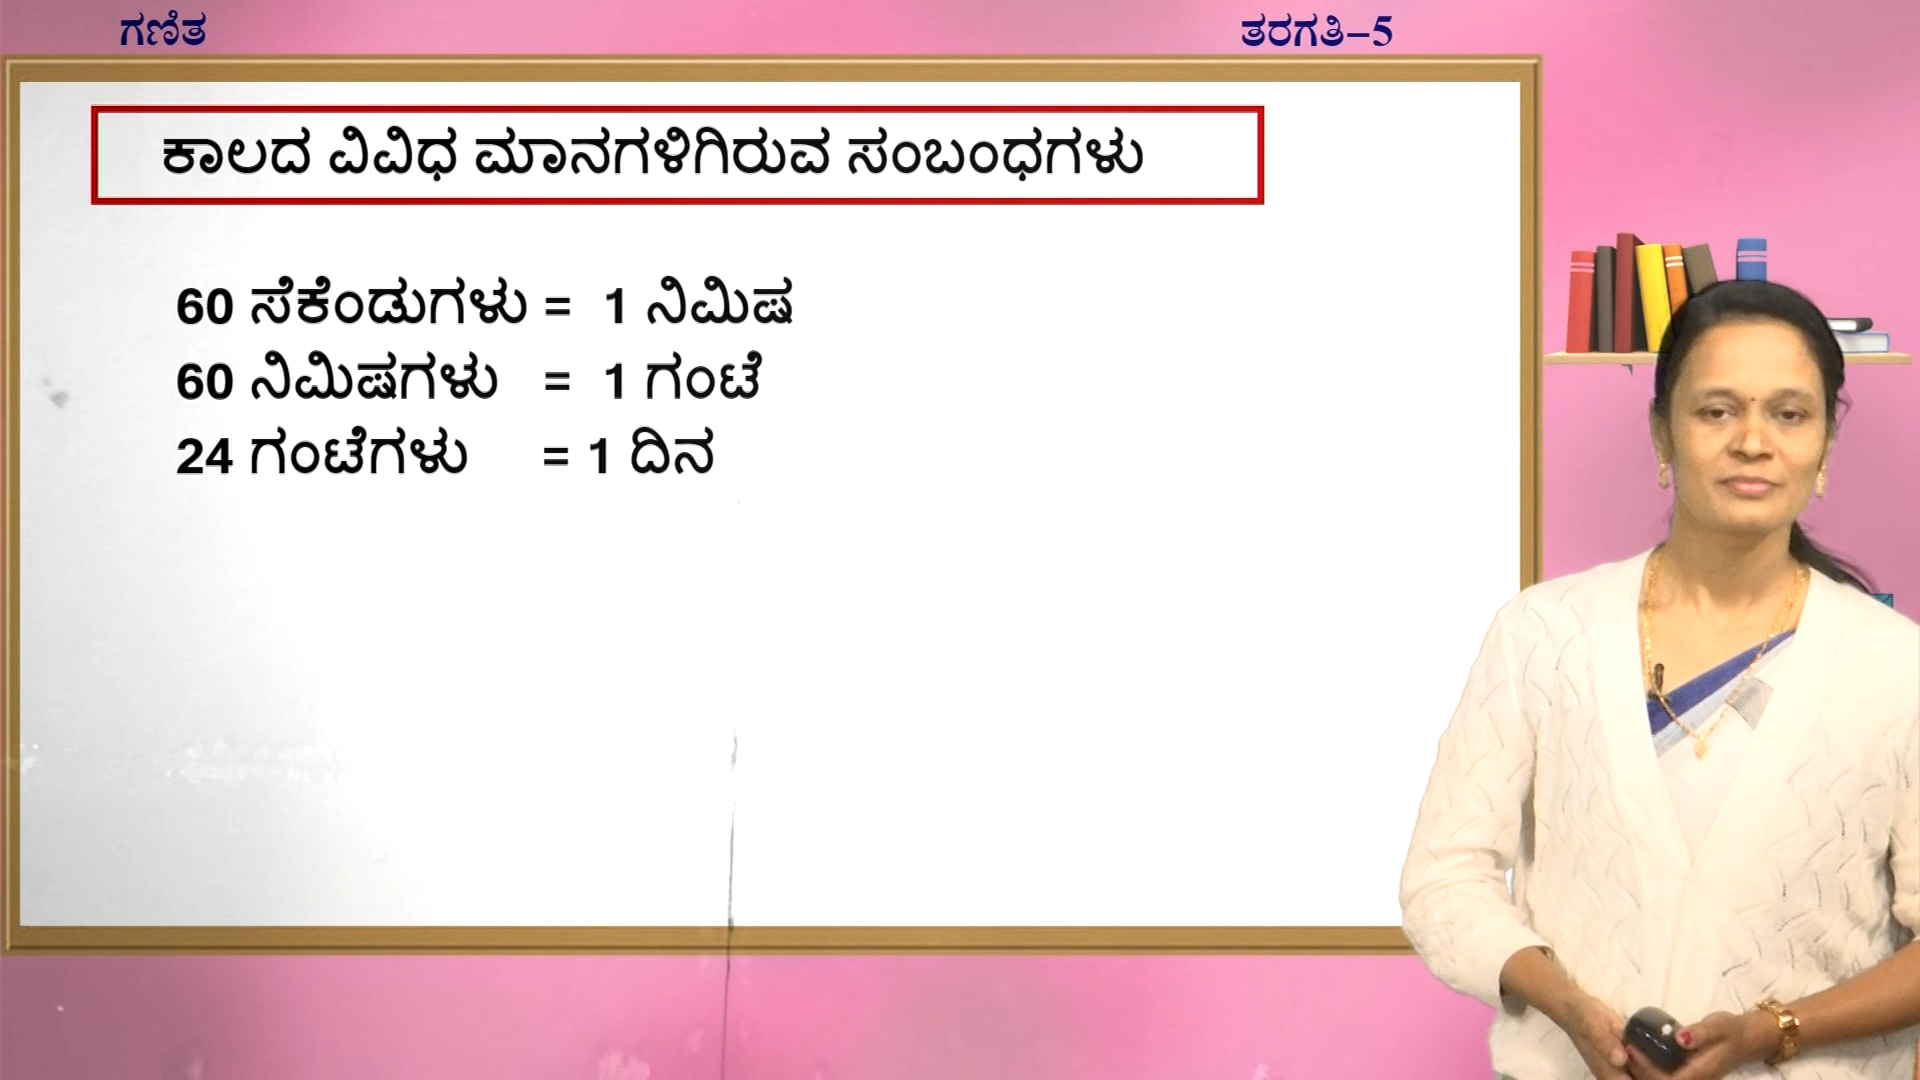 ಗಣಿತ
ತರಗತಿ–5
ಕಾಲದ ವಿವಿಧ ಮಾನಗಳಿಗಿರುವ ಸಂಬಂಧಗಳು
60 ಸೆಕೆಂಡುಗಳು = 1 ನಿಮಿಷ
60 ನಿಮಿಷಗಳು = 1 ಗಂಟೆ
24 ಗಂಟೆಗಳು = 1 ದಿನ